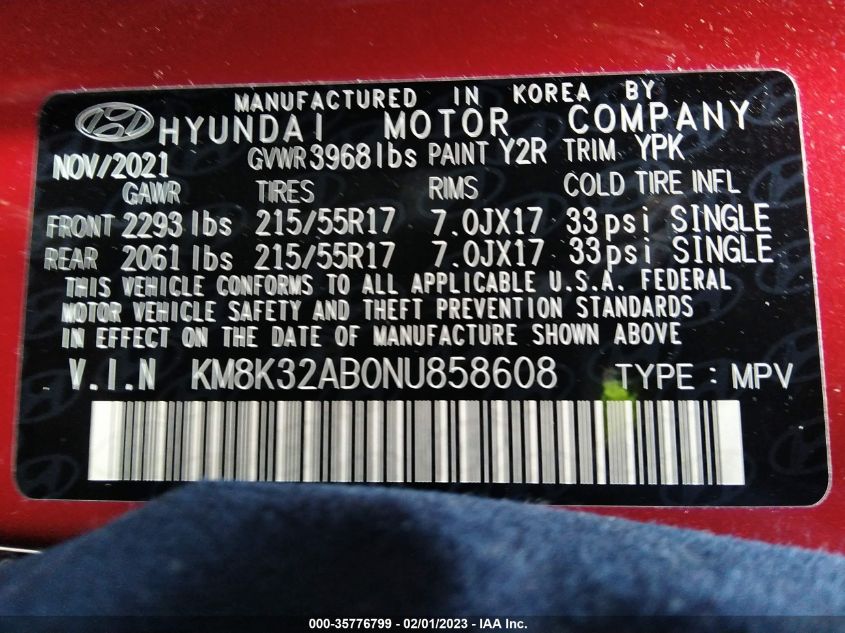 MANUFACTURED IN KOREA BY
HYUNDAI MOTOR COMPANY
NOV/2021 GVWR 3968lbs PAINT Y2R TRIM YPK
GAWR TIRES RIMS COLD TIRE INFL
FRONT 2293 lbs 215/55R17 7.0JX17 33psi SINGLE
REAR 2061 lbs 215/55R17 7.0JX17 33psi SINGLE
THIS VEHICLE CONFORMS TO ALL APPLICABLE U.S.A. FEDERAL
MOTOR VEHICLE SAFETY AND THEFT PREVENTION STANDARDS
IN EFFECT ON THE DATE OF MANUFACTURE SHOWN ABOVE
V.I.N KM8K32AB0NU858608 TYPE : MPV
000-35776799 - 02/01/2023 - IAA Inc.